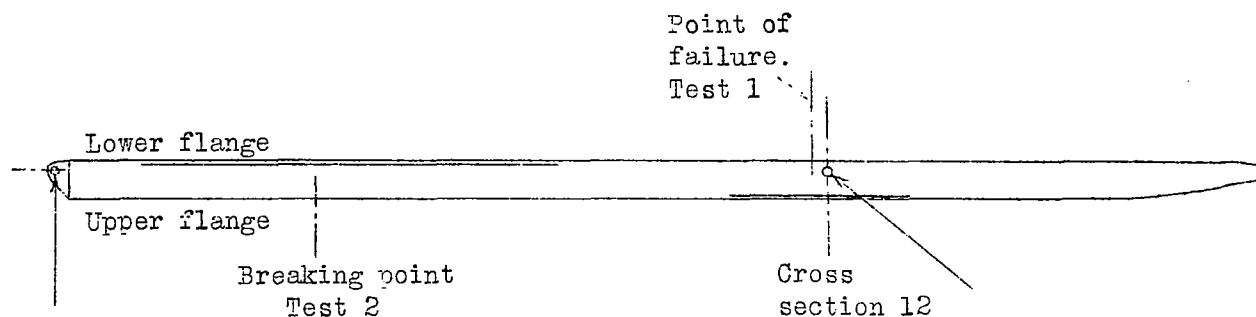 Point of
failure.
Test 1
Lower flange
Upper flange
Breaking point
Test 2
Cross
section 12